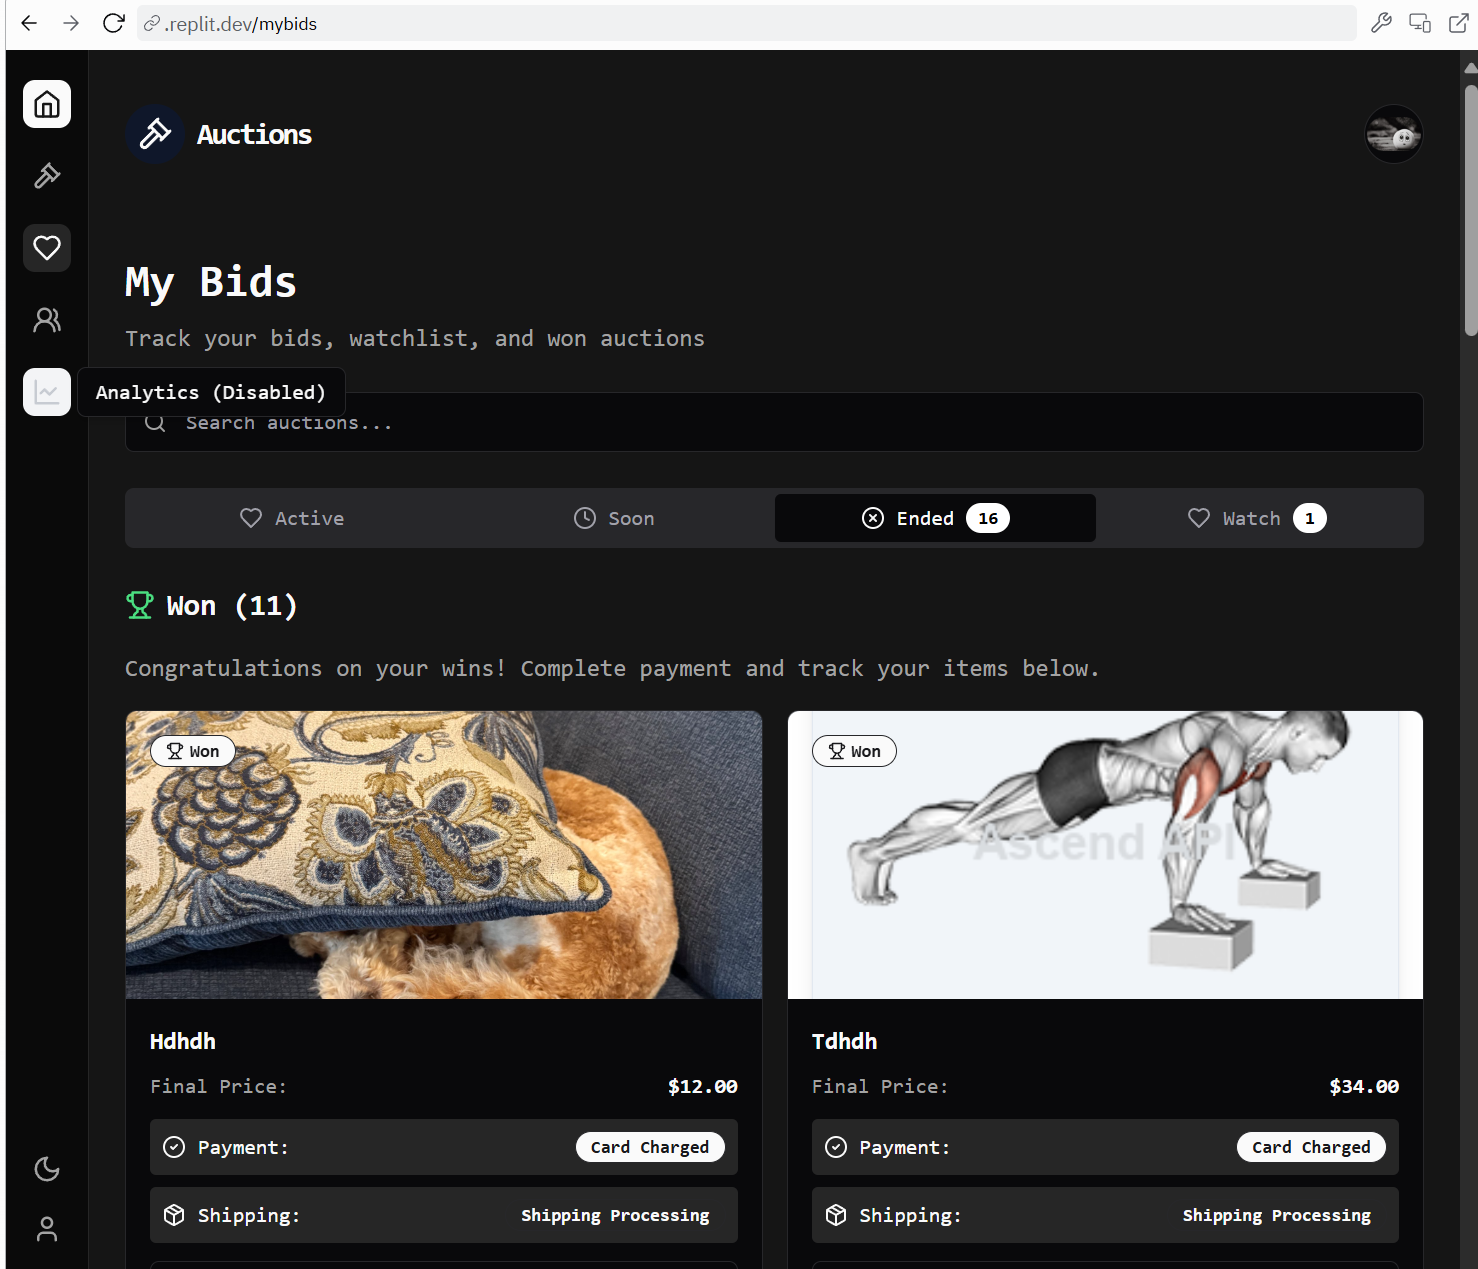 .replit.dev/mybids
Auctions
My Bids
Track your bids, watchlist, and won auctions
Analytics (Disabled)
Search auctions...
Active
Soon
Ended 16
Watch 1
Won (11)
Congratulations on your wins! Complete payment and track your items below.
Won
Hdhdh
Final Price: $12.00
Payment: Card Charged
Shipping: Shipping Processing
Won
Ascend API
Tdhdh
Final Price: $34.00
Payment: Card Charged
Shipping: Shipping Processing